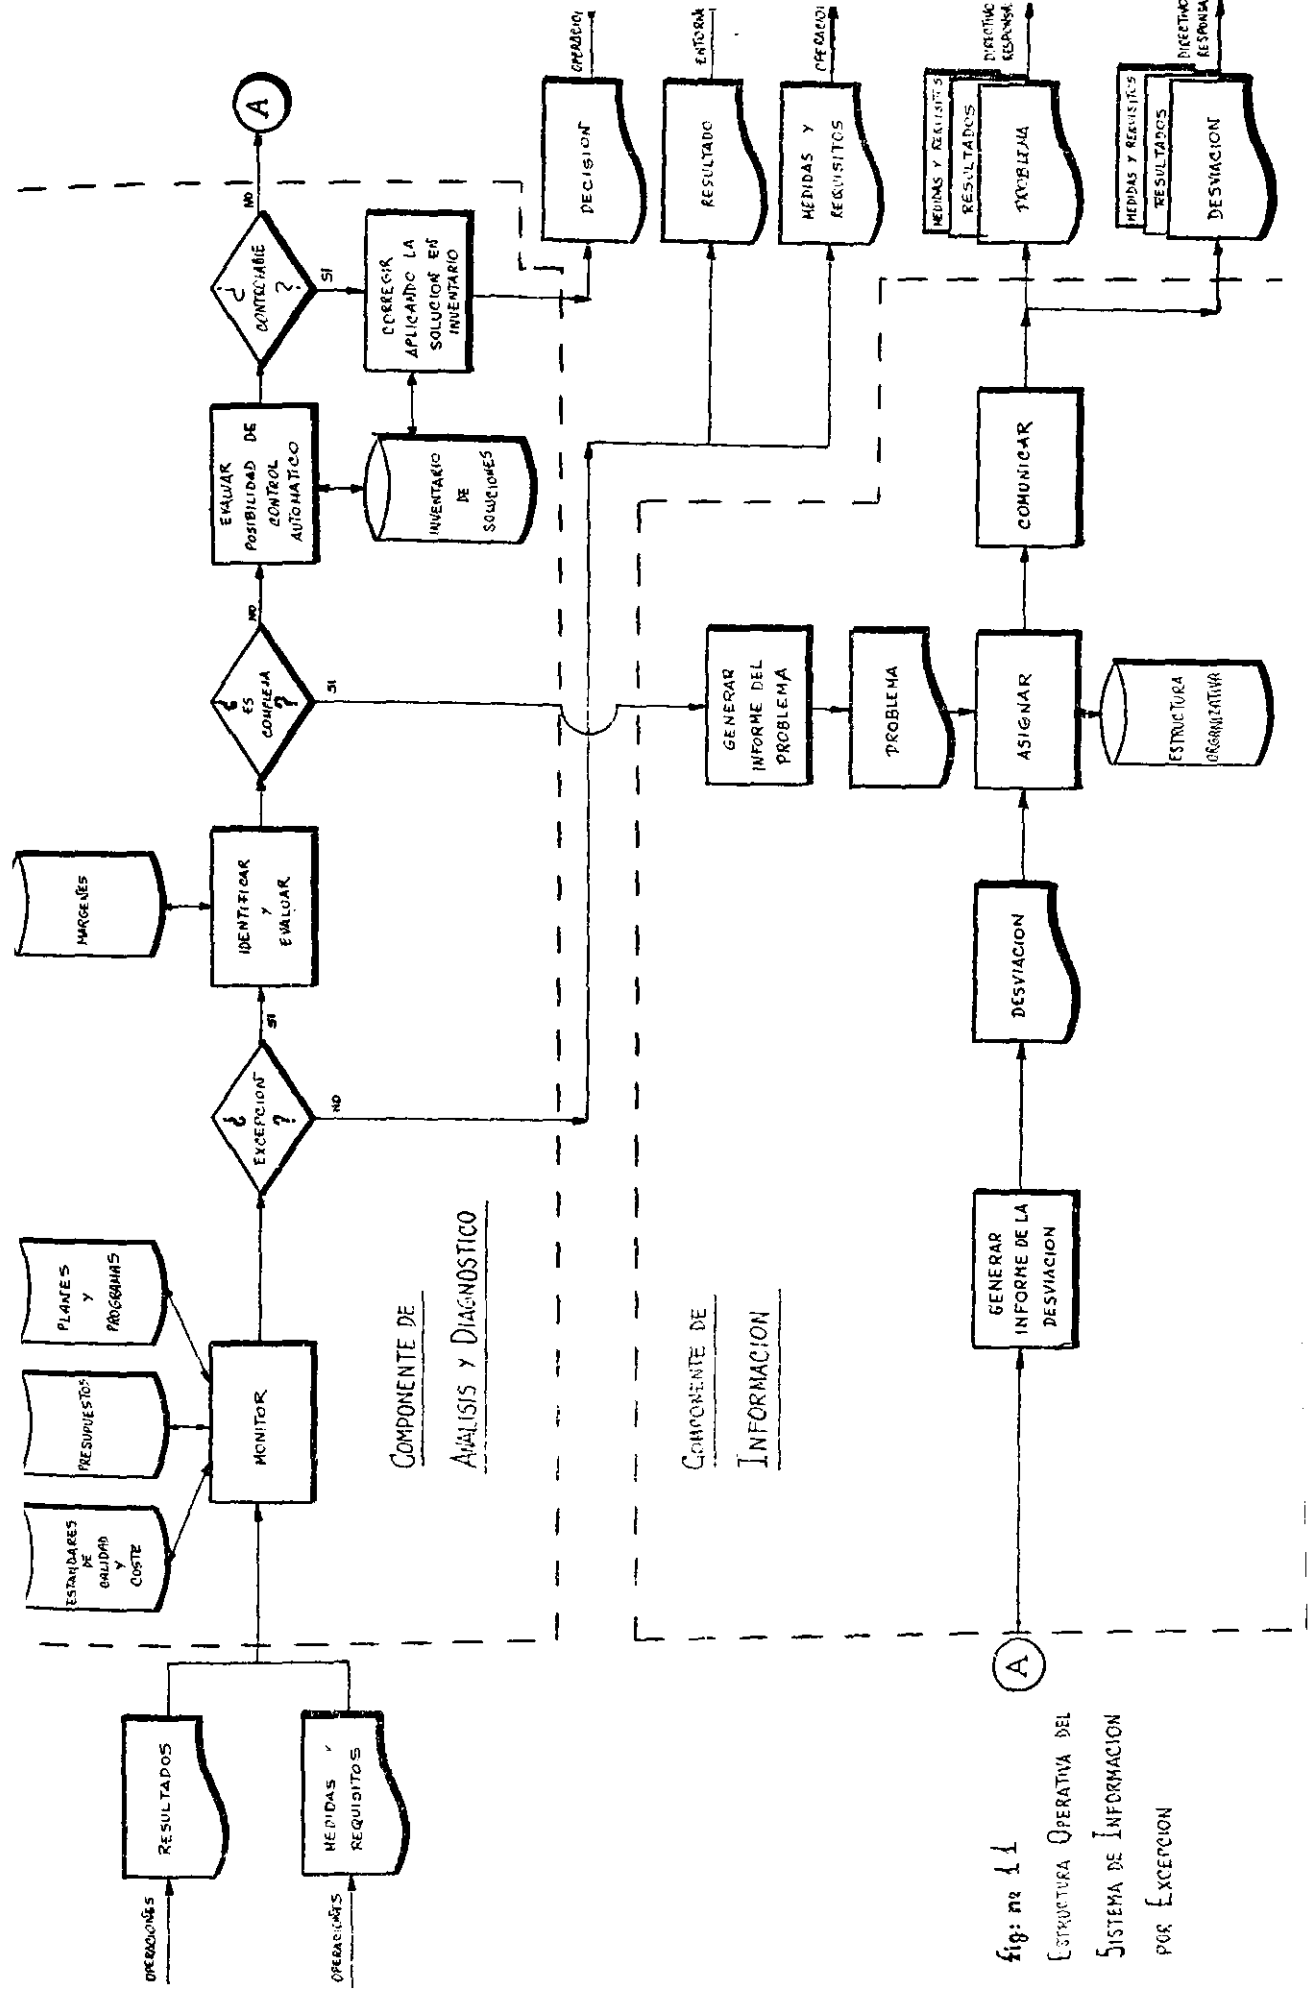 OPERACIONES
RESULTADOS
OPERACIONES
MEDIDAS Y
REQUISITOS
ESTANDARES
DE
CALIDAD
Y
COSTE
PRESUPUESTOS
PLANES
Y
PROGRAMAS
MONITOR
¿
EXCEPCION
?
SI
NO
MARGENES
IDENTIFICAR
Y
EVALUAR
¿
ES
COMPLEJA
?
NO
SI
EVALUAR
POSIBILIDAD DE
CONTROL
AUTOMATICO
INVENTARIO
DE
SOLUCIONES
¿
CONTROLABLE
?
NO
SI
A
CORREGIR
APLICANDO LA
SOLUCION EN
INVENTARIO
COMPONENTE DE
ANALISIS Y DIAGNOSTICO
DECISION
RESULTADO
MEDIDAS Y
REQUISITOS
COMPONENTE DE
INFORMACION
GENERAR
INFORME DEL
PROBLEMA
PROBLEMA
A
GENERAR
INFORME DE LA
DESVIACION
DESVIACION
ASIGNAR
ESTRUCTURA
ORGANIZATIVA
COMUNICAR
MEDIDAS Y REQUISITOS
RESULTADOS
PROBLEMA
DIRECTIVO
RESPONSA
MEDIDAS Y REQUISITOS
RESULTADOS
DESVIACION
DIRECTIVO
RESPONSA
fig: nº 11
ESTRUCTURA OPERATIVA DEL
SISTEMA DE INFORMACION
POR EXCEPCION